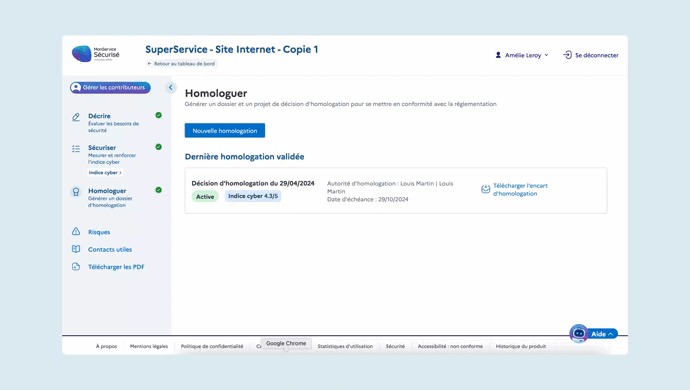 MonService
Sécurisé
SuperService - Site Internet - Copie 1
← Retour au tableau de bord
Amélie Leroy
Se déconnecter
Gérer les contributeurs
Décrire
Évaluer les besoins de
sécurité
Sécuriser
Mesurer et renforcer
l'indice cyber
Indice cyber >
Homologuer
Générer un dossier
d'homologation
Risques
Contacts utiles
Télécharger les PDF
Homologuer
Générer un dossier et un projet de décision d'homologation pour se mettre en conformité avec la réglementation
Nouvelle homologation
Dernière homologation validée
Décision d'homologation du 29/04/2024
Active
Indice cyber 4.3/5
Autorité d'homologation : Louis Martin | Louis
Martin
Date d'échéance : 29/10/2024
Télécharger l'encart
d'homologation
Aide
À propos
Mentions légales
Politique de confidentialité
Google Chrome
Statistiques d'utilisation
Sécurité
Accessibilité : non conforme
Historique du produit